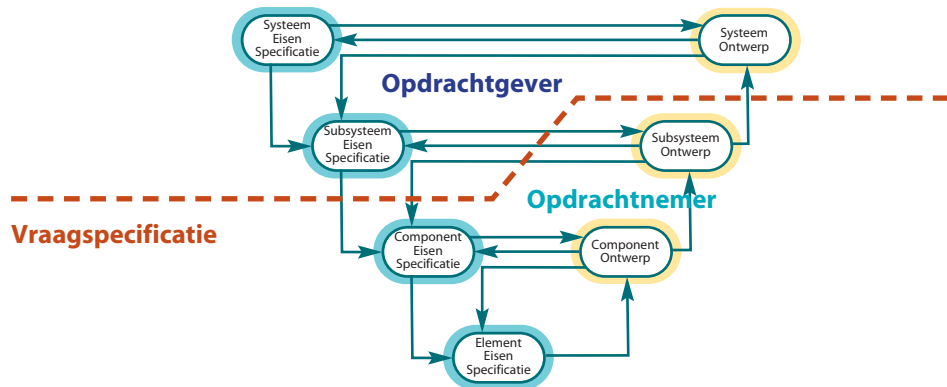 Systeem
Eisen
Specificatie
Systeem
Ontwerp
Opdrachtgever
Subsysteem
Eisen
Specificatie
Subsysteem
Ontwerp
Opdrachtnemer
Vraagspecificatie
Component
Eisen
Specificatie
Component
Ontwerp
Element
Eisen
Specificatie